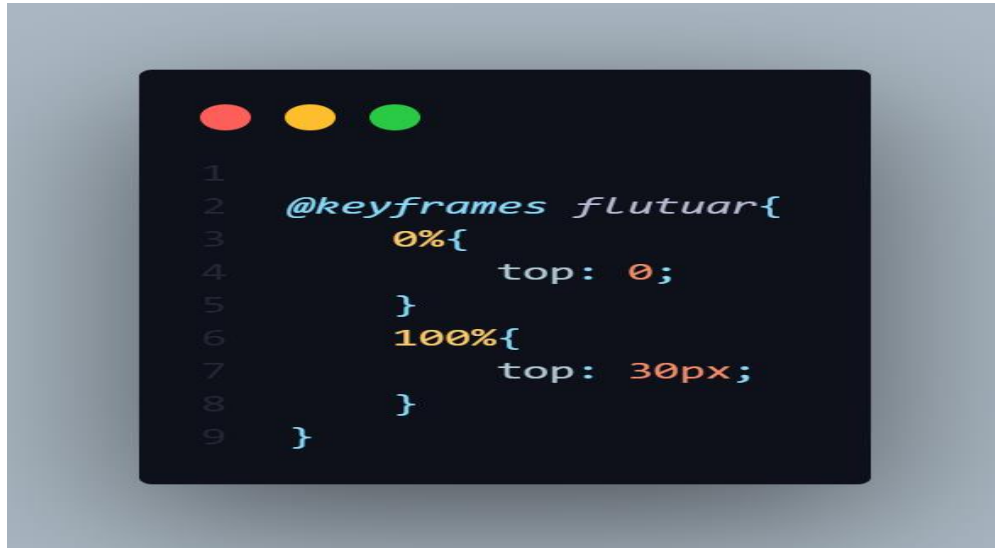 1
2 @keyframes flutuar{
3 0%{
4 top: 0;
5 }
6 100%{
7 top: 30px;
8 }
9 }